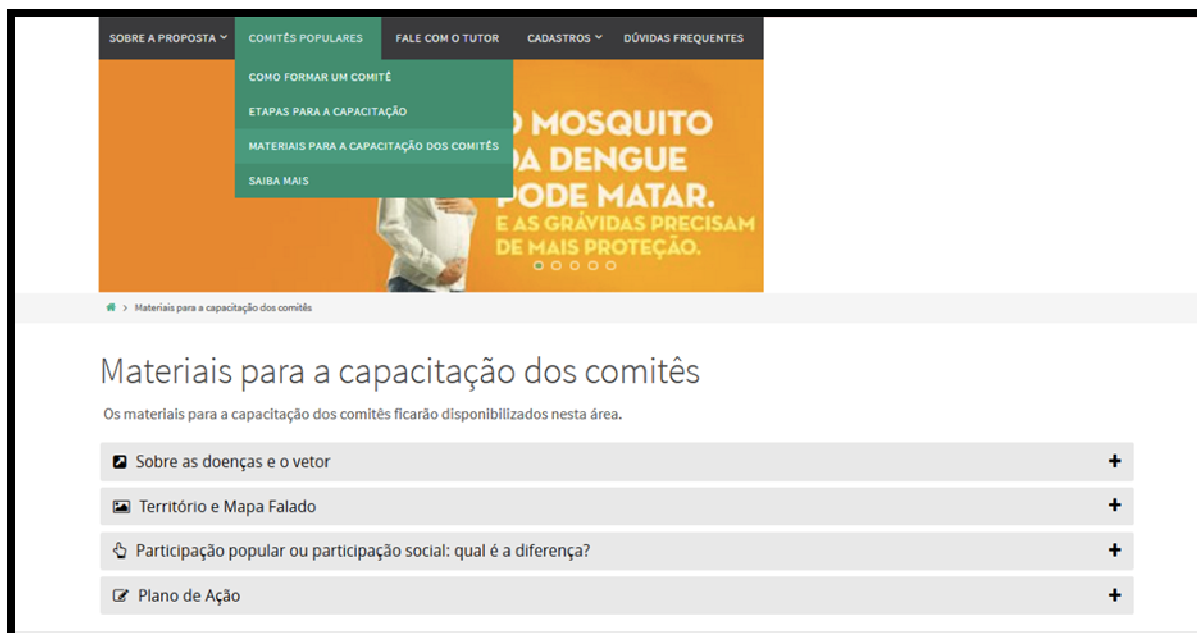 SOBRE A PROPOSTA COMITÊS POPULARES FALE COM O TUTOR CADASTROS DÚVIDAS FREQUENTES
COMO FORMAR UM COMITÊ
ETAPAS PARA A CAPACITAÇÃO
MATERIAIS PARA A CAPACITAÇÃO DOS COMITÊS
SAIBA MAIS
O MOSQUITO
DA DENGUE
PODE MATAR.
E AS GRÁVIDAS PRECISAM
DE MAIS PROTEÇÃO.
> Materiais para a capacitação dos comitês
Materiais para a capacitação dos comitês
Os materiais para a capacitação dos comitês ficarão disponibilizados nesta área.
Sobre as doenças e o vetor +
Território e Mapa Falado +
Participação popular ou participação social: qual é a diferença? +
Plano de Ação +